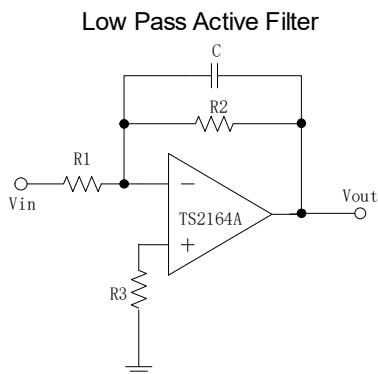 Low Pass Active Filter
C
R2
R1
Vin
−
TS2164A
+
Vout
R3